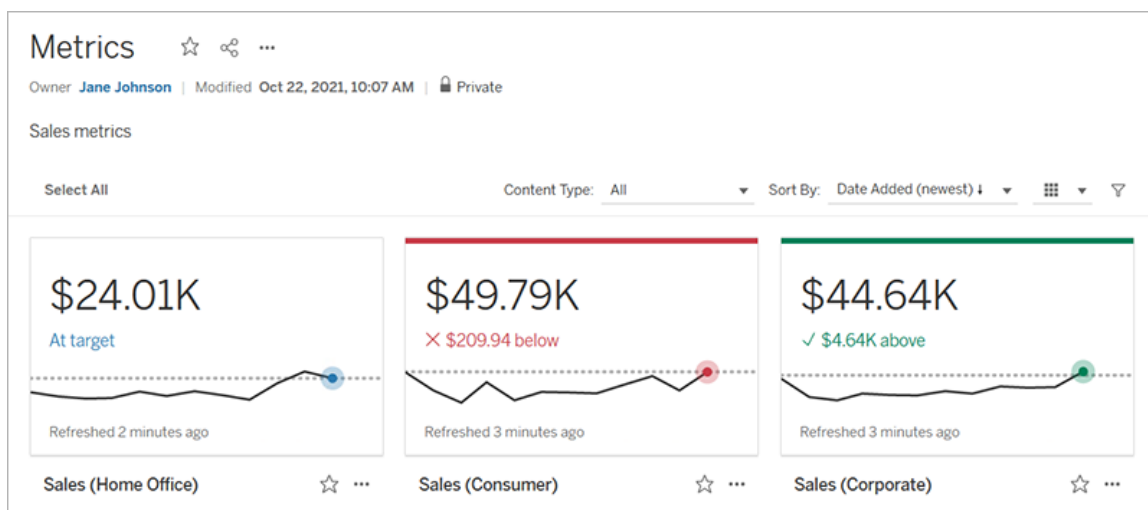 Metrics
Owner Jane Johnson | Modified Oct 22, 2021, 10:07 AM | Private
Sales metrics
Select All Content Type: All Sort By: Date Added (newest) ↓
$24.01K
At target
Refreshed 2 minutes ago
Sales (Home Office)
$49.79K
$209.94 below
Refreshed 3 minutes ago
Sales (Consumer)
$44.64K
$4.64K above
Refreshed 3 minutes ago
Sales (Corporate)